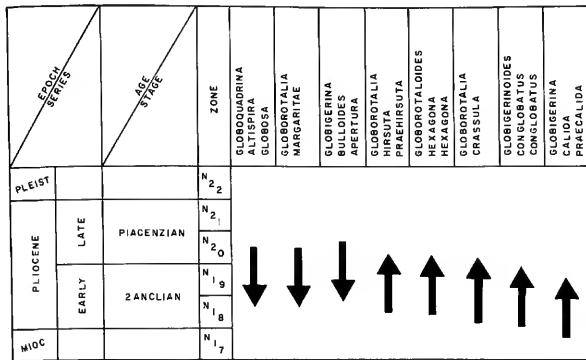 EPOCH
SERIES
AGE
STAGE
ZONE
GLOBOQUADRINA
ALTISPIRA
GLOBOSA
GLOBOROTALIA
MARGARITAE
GLOBIGERINA
BULLOIDES
APERTURA
GLOBOROTALIA
HIRSUTA
PRAEHIRSUTA
GLOBOROTALOIDES
HEXAGONA
HEXAGONA
GLOBOROTALIA
CRASSULA
GLOBIGERINOIDES
CONGLOBATUS
CONGLOBATUS
GLOBIGERINA
CALIOA
PRAECALIDA
PLEIST
N22
PLIOCENE
LATE
PIACENZIAN
N21
N20
EARLY
2ANCLIAN
N19
N18
MIOC
N17